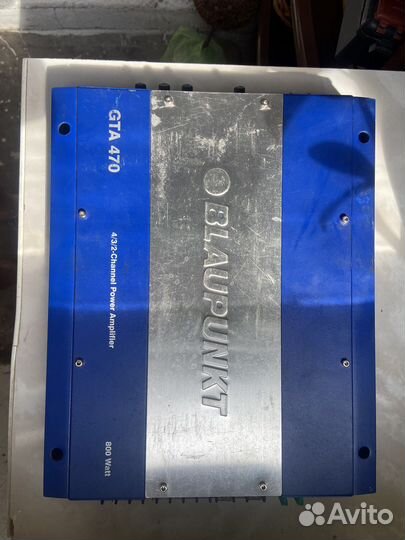 GTA 470
4/3/2-Channel Power Amplifier
800 Watt
BLAUPUNKT
Avito